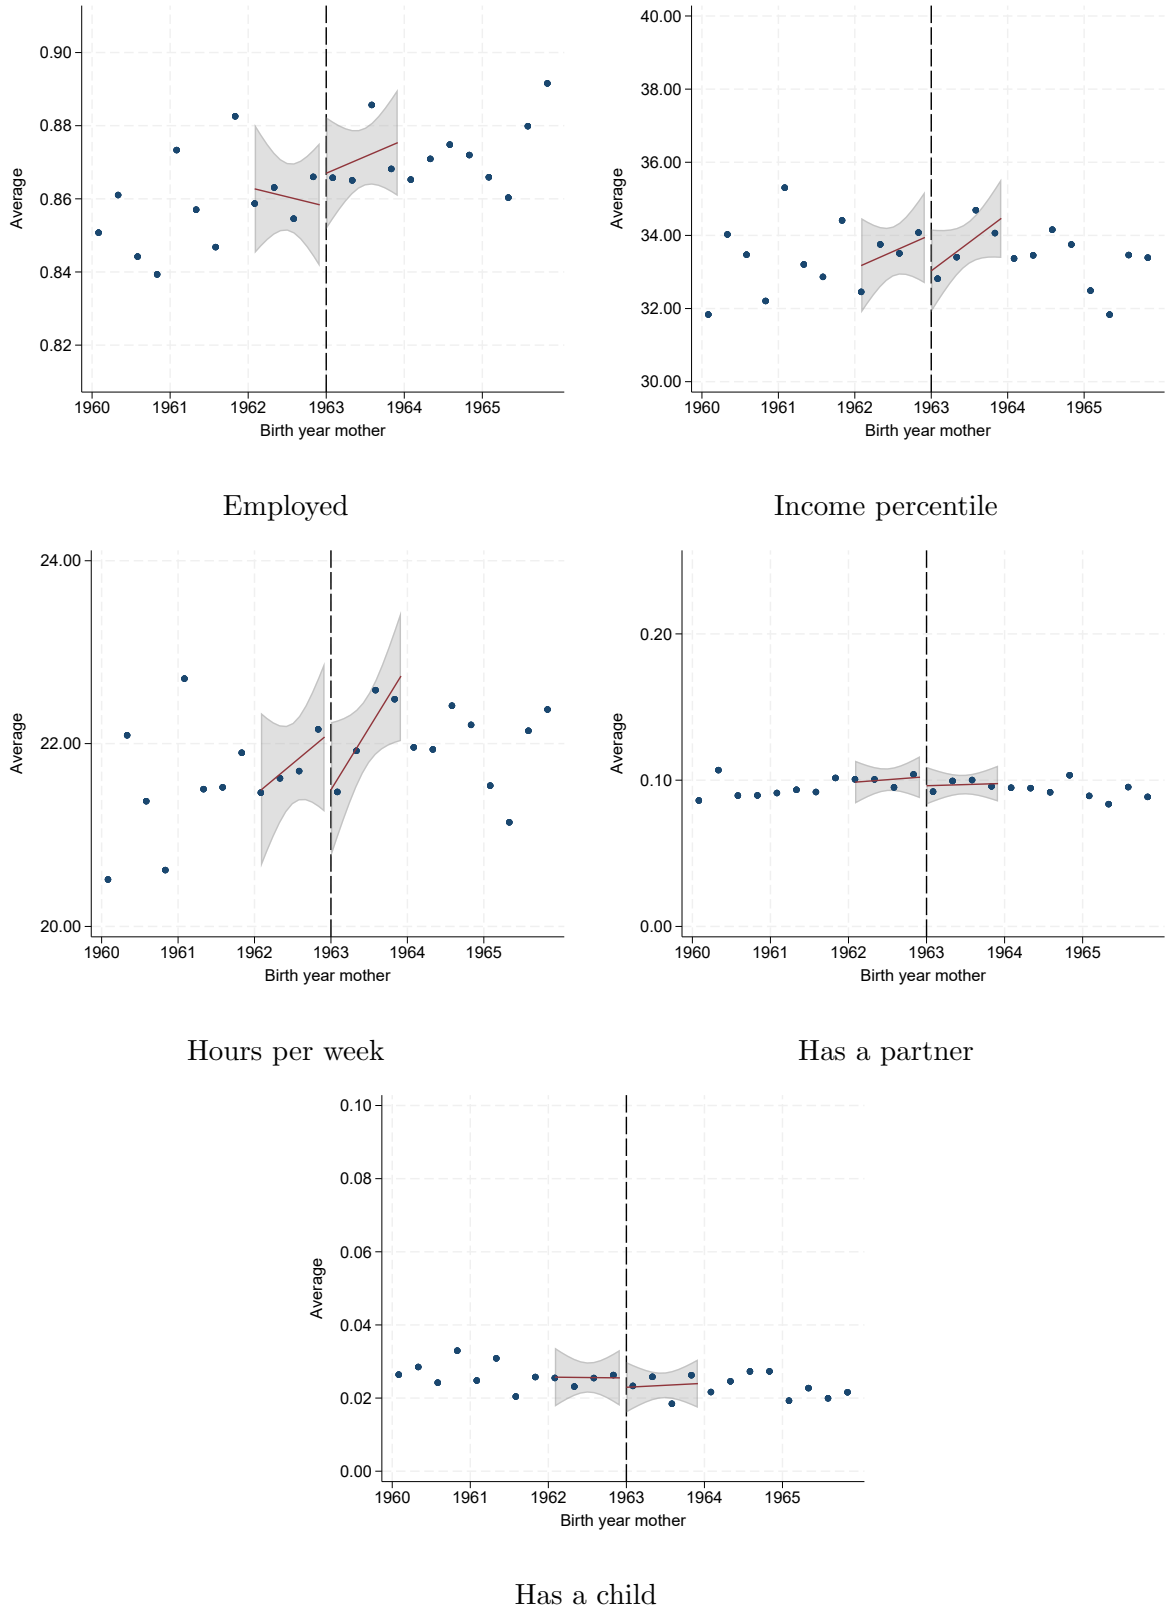 0.90
0.88
0.86
0.84
0.82
Average
1960 1961 1962 1963 1964 1965
Birth year mother
Employed
40.00
38.00
36.00
34.00
32.00
30.00
Average
1960 1961 1962 1963 1964 1965
Birth year mother
Income percentile
24.00
22.00
20.00
Average
1960 1961 1962 1963 1964 1965
Birth year mother
Hours per week
0.20
0.10
0.00
Average
1960 1961 1962 1963 1964 1965
Birth year mother
Has a partner
0.10
0.08
0.06
0.04
0.02
0.00
Average
1960 1961 1962 1963 1964 1965
Birth year mother
Has a child